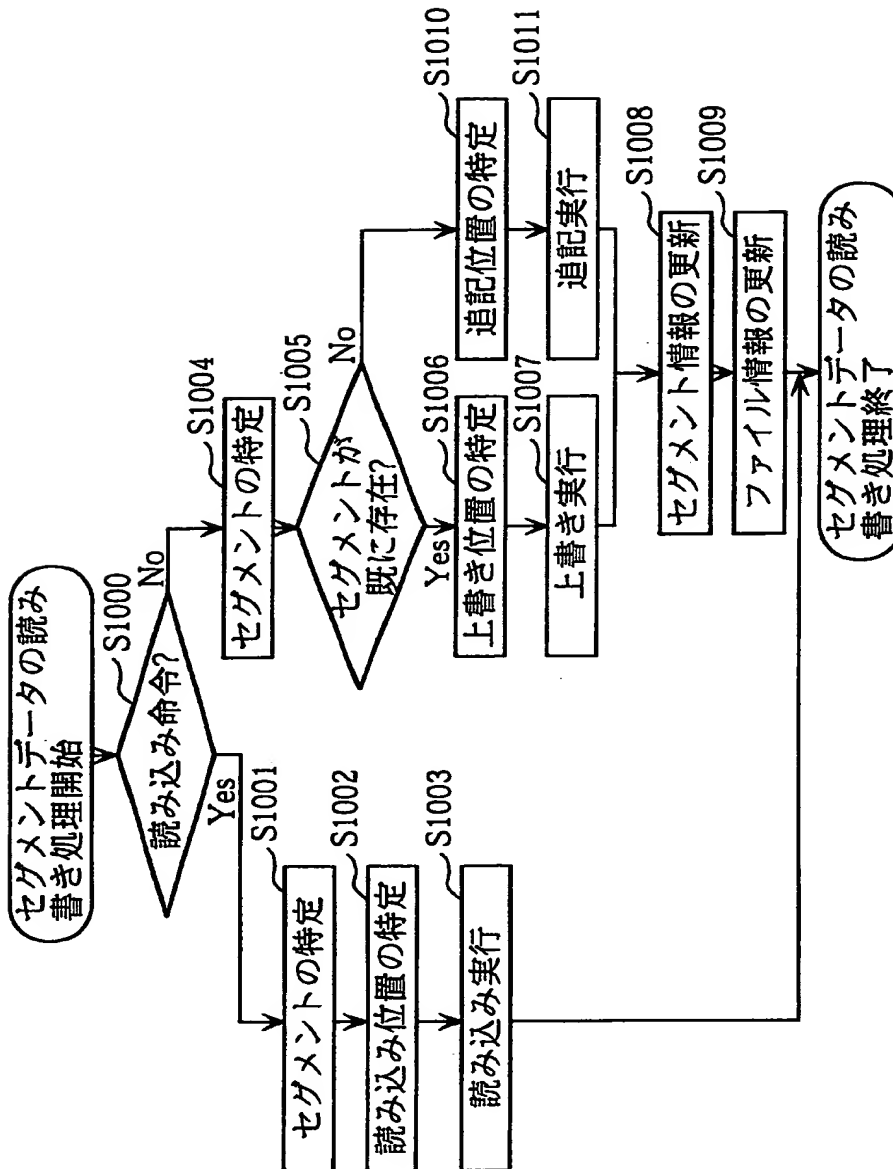 セグメントデータの読み
書き処理開始
S1000
読み込み命令?
Yes
No
S1001
セグメントの特定
S1002
読み込み位置の特定
S1003
読み込み実行
S1004
セグメントの特定
S1005
セグメントが
既に存在?
Yes
No
S1006
上書き位置の特定
S1007
上書き実行
S1010
追記位置の特定
S1011
追記実行
S1008
セグメント情報の更新
S1009
ファイル情報の更新
セグメントデータの読み
書き処理終了